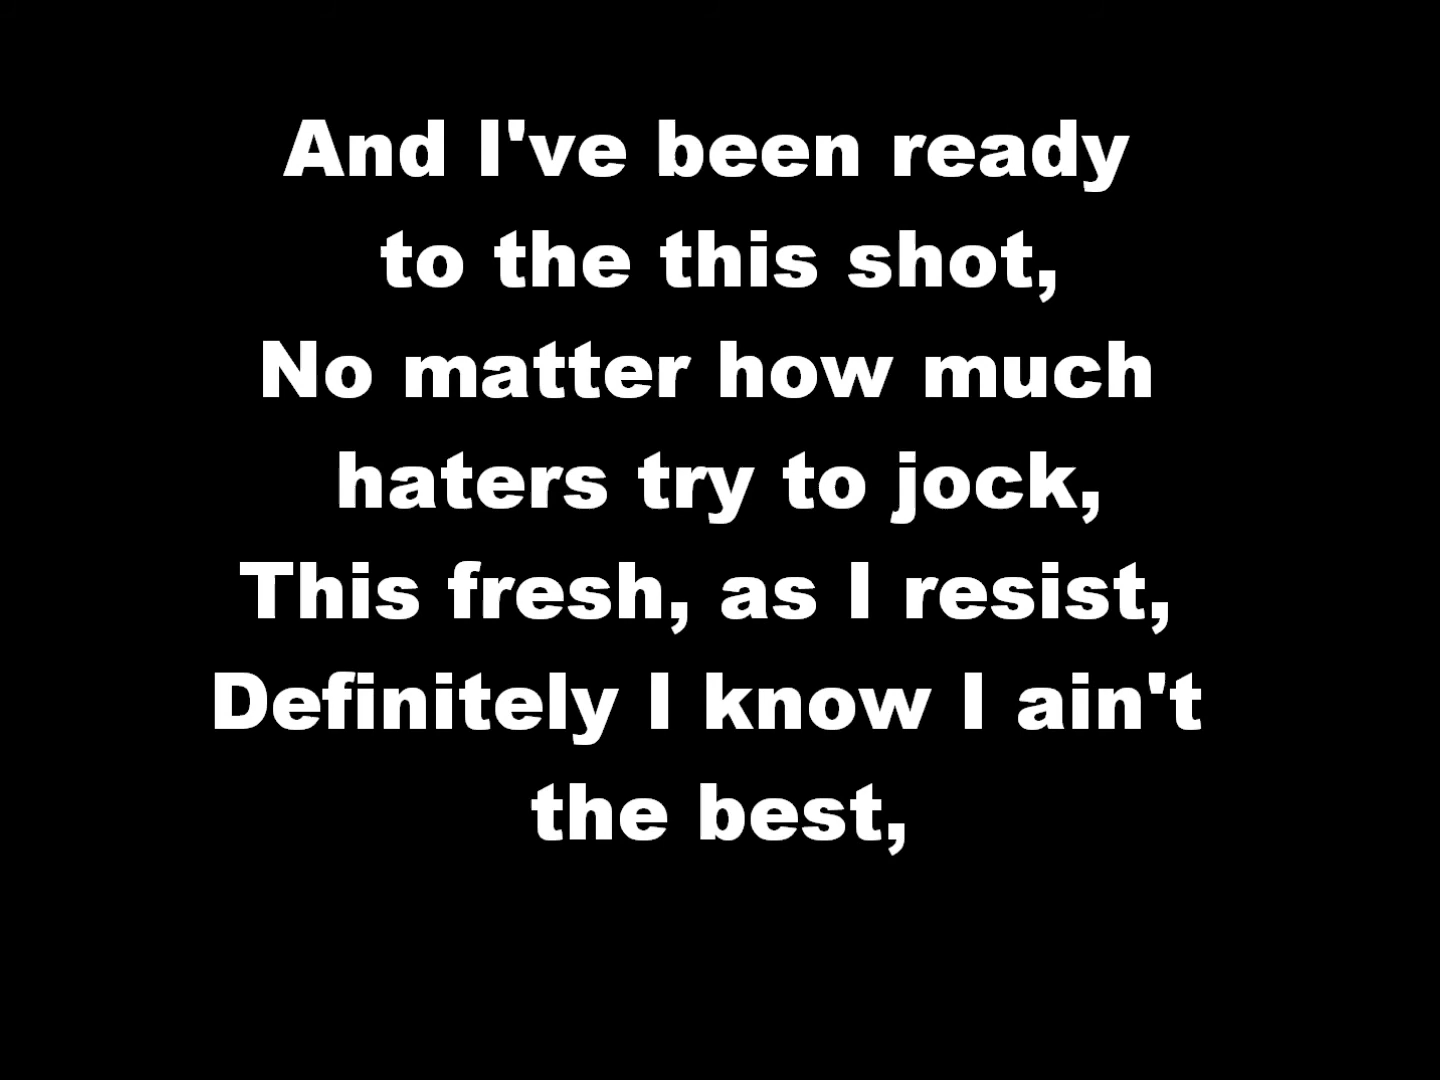 And I've been ready
to the this shot,
No matter how much
haters try to jock,
This fresh, as I resist,
Definitely I know I ain't
the best,